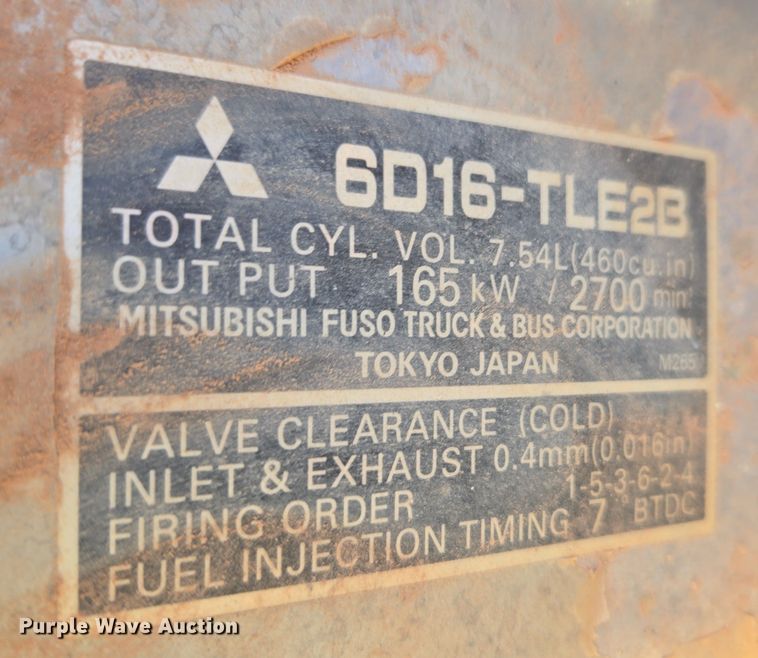 6D16-TLE2B
TOTAL CYL. VOL. 7.54L(460cu.in)
OUT PUT 165 kW / 2700 min⁻¹
MITSUBISHI FUSO TRUCK & BUS CORPORATION
TOKYO JAPAN
VALVE CLEARANCE (COLD)
INLET & EXHAUST 0.4mm(0.016in)
FIRING ORDER 1-5-3-6-2-4
FUEL INJECTION TIMING 7° BTDC
Purple Wave Auction